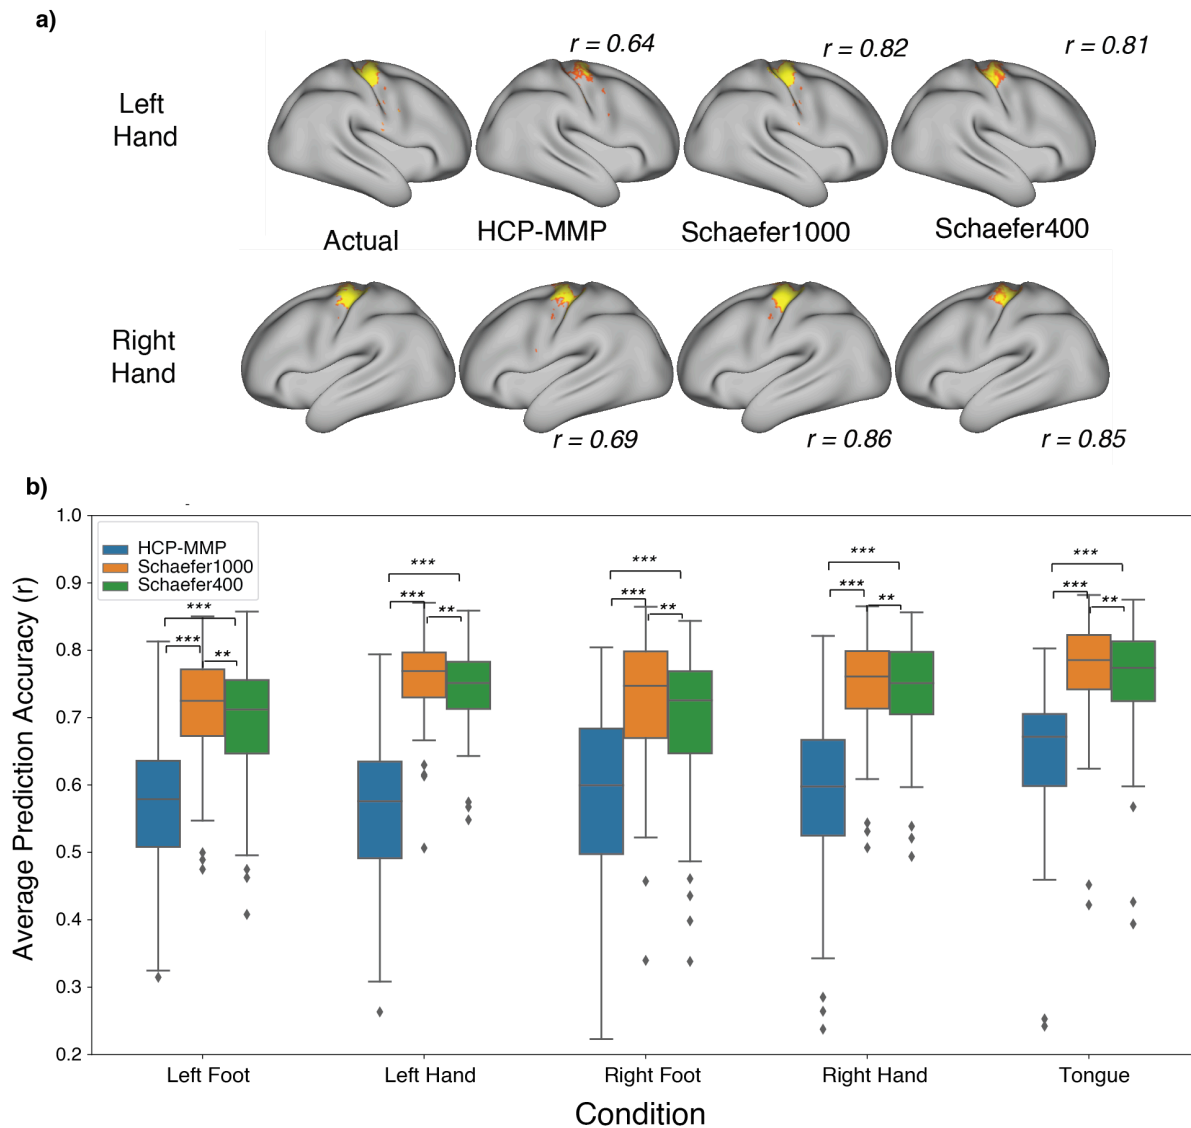 a)
r = 0.64
r = 0.82
r = 0.81
Left
Hand
Actual
HCP-MMP
Schaefer1000
Schaefer400
Right
Hand
r = 0.69
r = 0.86
r = 0.85
b)
1.0
0.9
0.8
0.7
0.6
0.5
0.4
0.3
0.2
Average Prediction Accuracy (r)
HCP-MMP
Schaefer1000
Schaefer400
***
***
**
***
***
**
***
***
**
***
***
**
***
***
**
Left Foot
Left Hand
Right Foot
Right Hand
Tongue
Condition